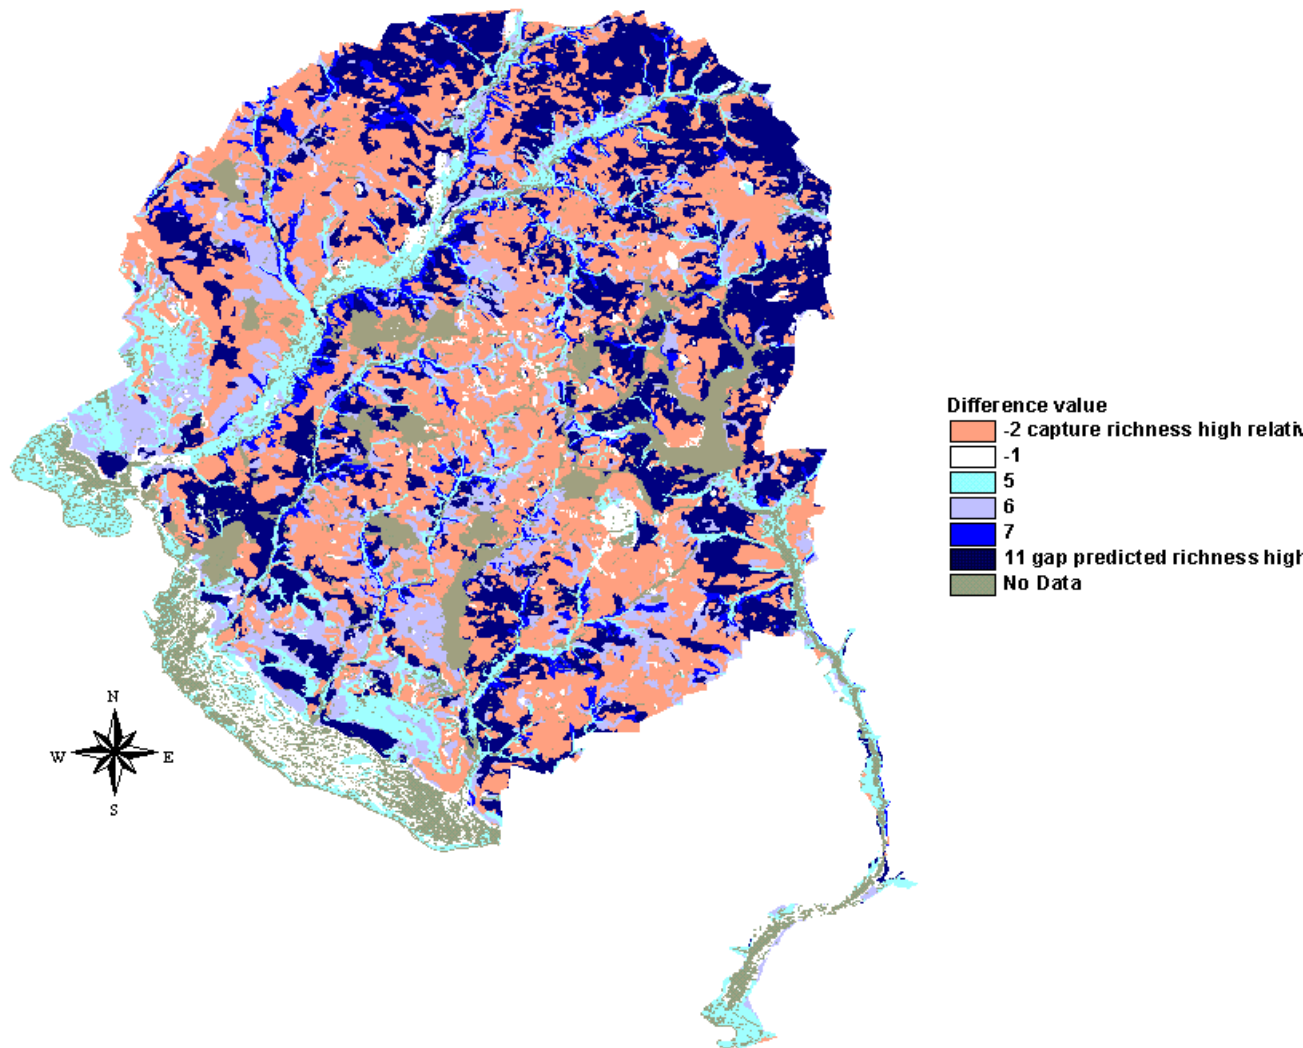 Difference value
-2 capture richness high relativ
-1
5
6
7
11 gap predicted richness high
No Data
N
W E
S